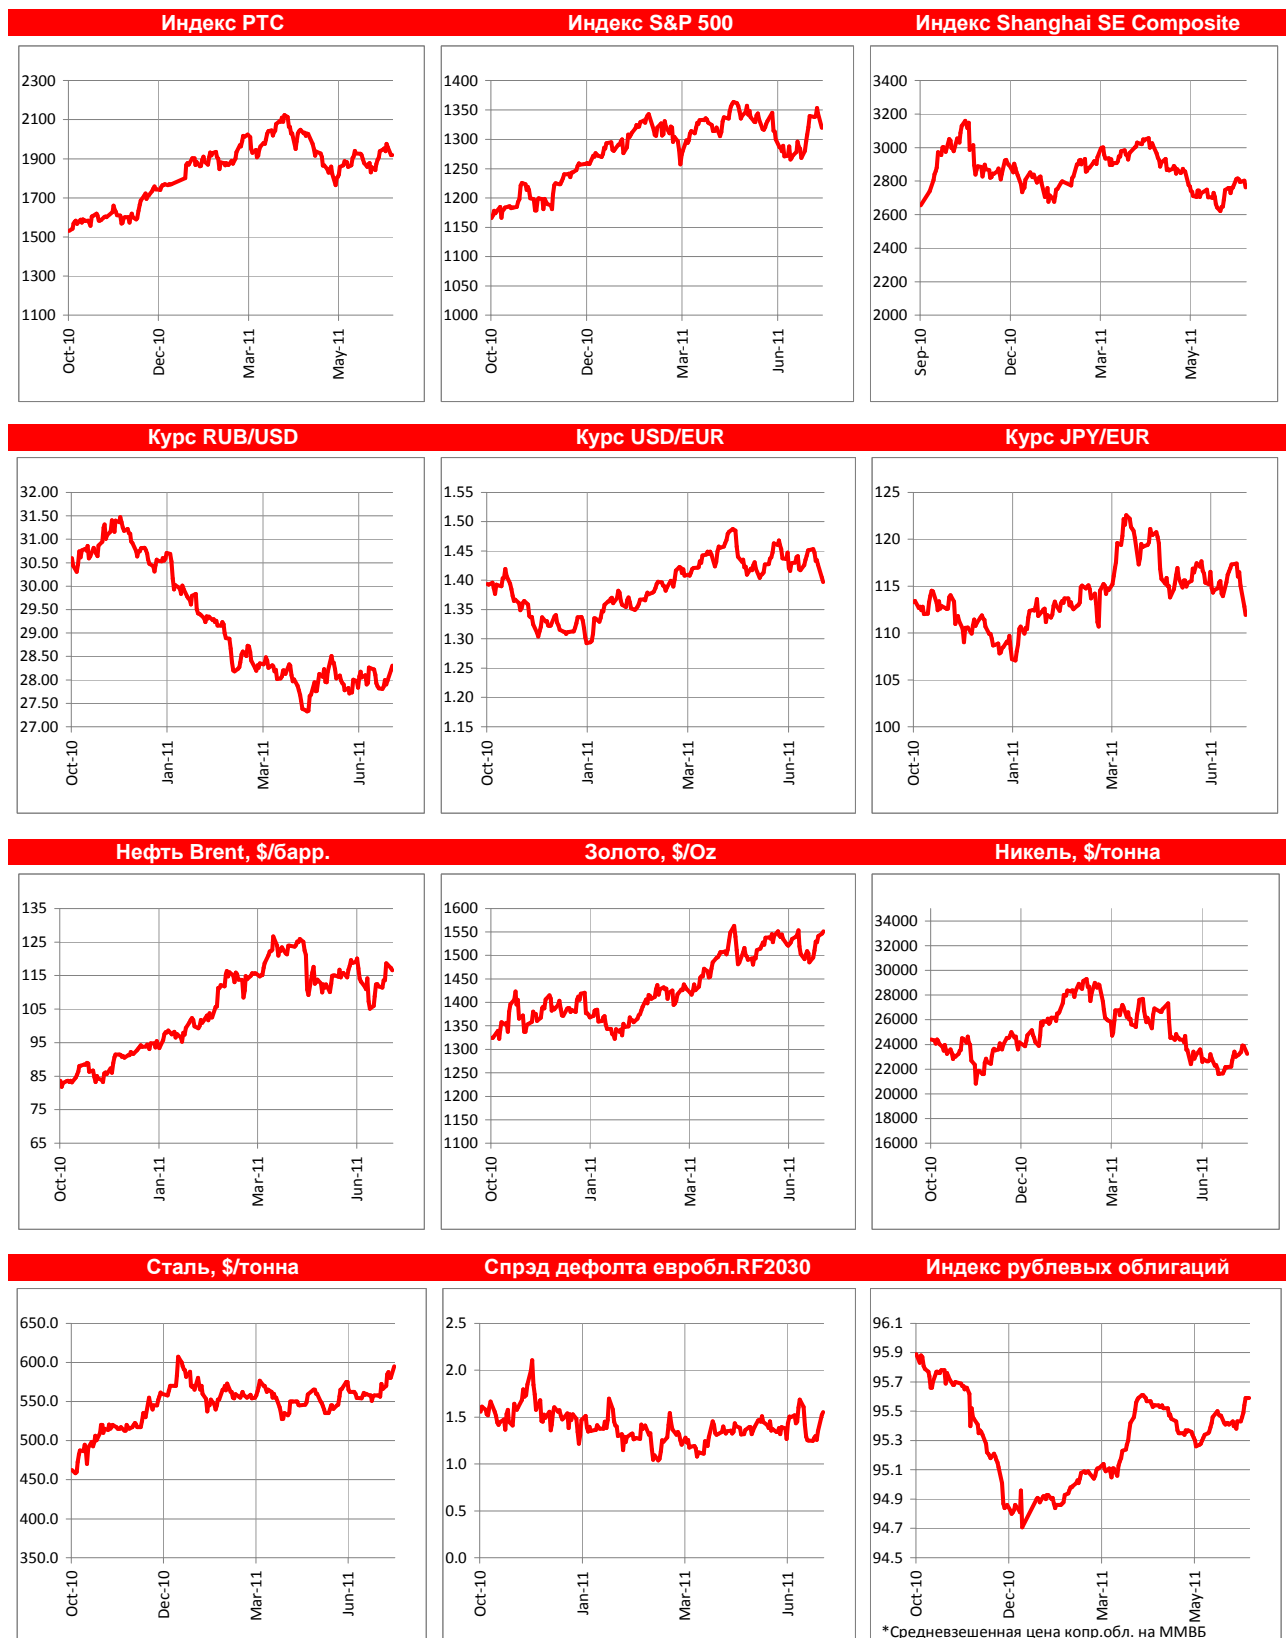 Индекс РТС
2300
2100
1900
1700
1500
1300
1100
Oct-10
Dec-10
Mar-11
May-11
Индекс S&P 500
1400
1350
1300
1250
1200
1150
1100
1050
1000
Oct-10
Dec-10
Mar-11
Jun-11
Индекс Shanghai SE Composite
3400
3200
3000
2800
2600
2400
2200
2000
Sep-10
Dec-10
Mar-11
May-11
Курс RUB/USD
32.00
31.50
31.00
30.50
30.00
29.50
29.00
28.50
28.00
27.50
27.00
Oct-10
Jan-11
Mar-11
Jun-11
Курс USD/EUR
1.55
1.50
1.45
1.40
1.35
1.30
1.25
1.20
1.15
Oct-10
Jan-11
Mar-11
Jun-11
Курс JPY/EUR
125
120
115
110
105
100
Oct-10
Jan-11
Mar-11
Jun-11
Нефть Brent, $/барр.
135
125
115
105
95
85
75
65
Oct-10
Jan-11
Mar-11
Jun-11
Золото, $/Oz
1600
1550
1500
1450
1400
1350
1300
1250
1200
1150
1100
Oct-10
Jan-11
Mar-11
Jun-11
Никель, $/тонна
34000
32000
30000
28000
26000
24000
22000
20000
18000
16000
Oct-10
Dec-10
Mar-11
Jun-11
Сталь, $/тонна
650.0
600.0
550.0
500.0
450.0
400.0
350.0
Oct-10
Dec-10
Mar-11
Jun-11
Спрэд дефолта евробл.RF2030
2.5
2.0
1.5
1.0
0.5
0.0
Oct-10
Jan-11
Mar-11
Jun-11
Индекс рублевых облигаций
96.1
95.9
95.7
95.5
95.3
95.1
94.9
94.7
94.5
Oct-10
Dec-10
Mar-11
May-11
*Средневзешенная цена копр.обл. на ММВБ